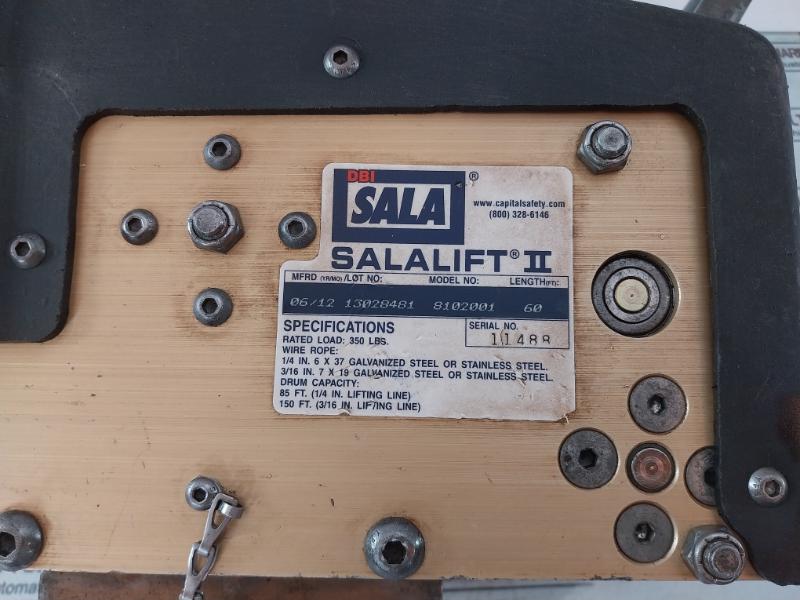 DBI
SALA®
www.capitalsafety.com
(800) 328-6146
SALALIFT® II
MFRD (YR/MO)/LOT NO: MODEL NO: LENGTH(FT):
06/12 13028481 8102001 60
SPECIFICATIONS
SERIAL NO.
11488
RATED LOAD: 350 LBS.
WIRE ROPE:
1/4 IN. 6 X 37 GALVANIZED STEEL OR STAINLESS STEEL.
3/16 IN. 7 X 19 GALVANIZED STEEL OR STAINLESS STEEL.
DRUM CAPACITY:
85 FT. (1/4 IN. LIFTING LINE)
150 FT. (3/16 IN. LIFTING LINE)